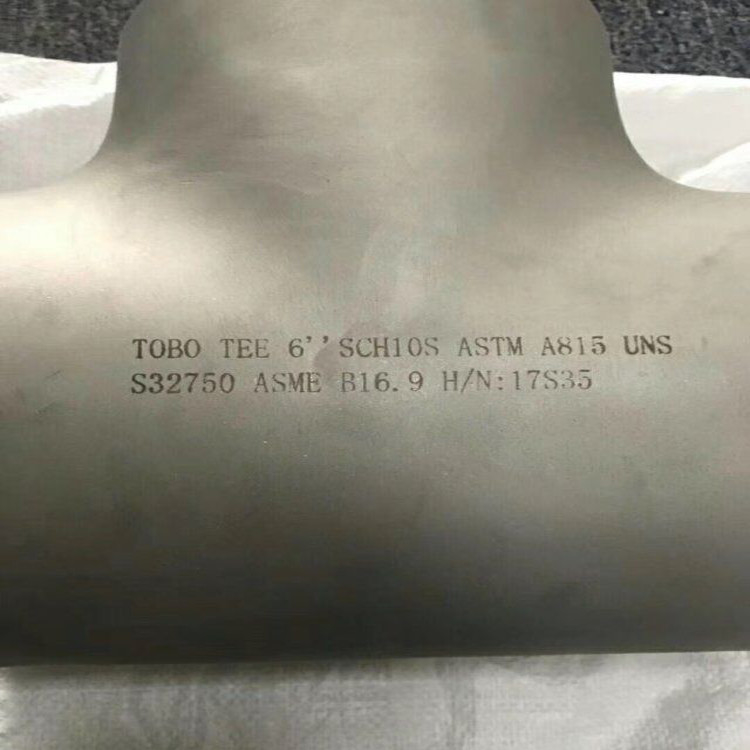 TOBO TEE 6'' SCH10S ASTM A815 UNS
S32750 ASME B16.9 H/N:17S35